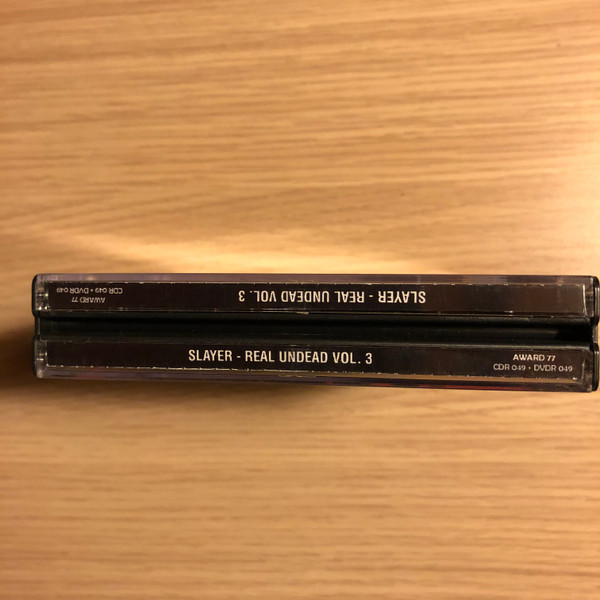 SLAYER - REAL UNDEAD VOL. 3
AWARD 77
CDR 049 • DVDR 049
SLAYER - REAL UNDEAD VOL. 3
AWARD 77
CDR 049 • DVDR 049